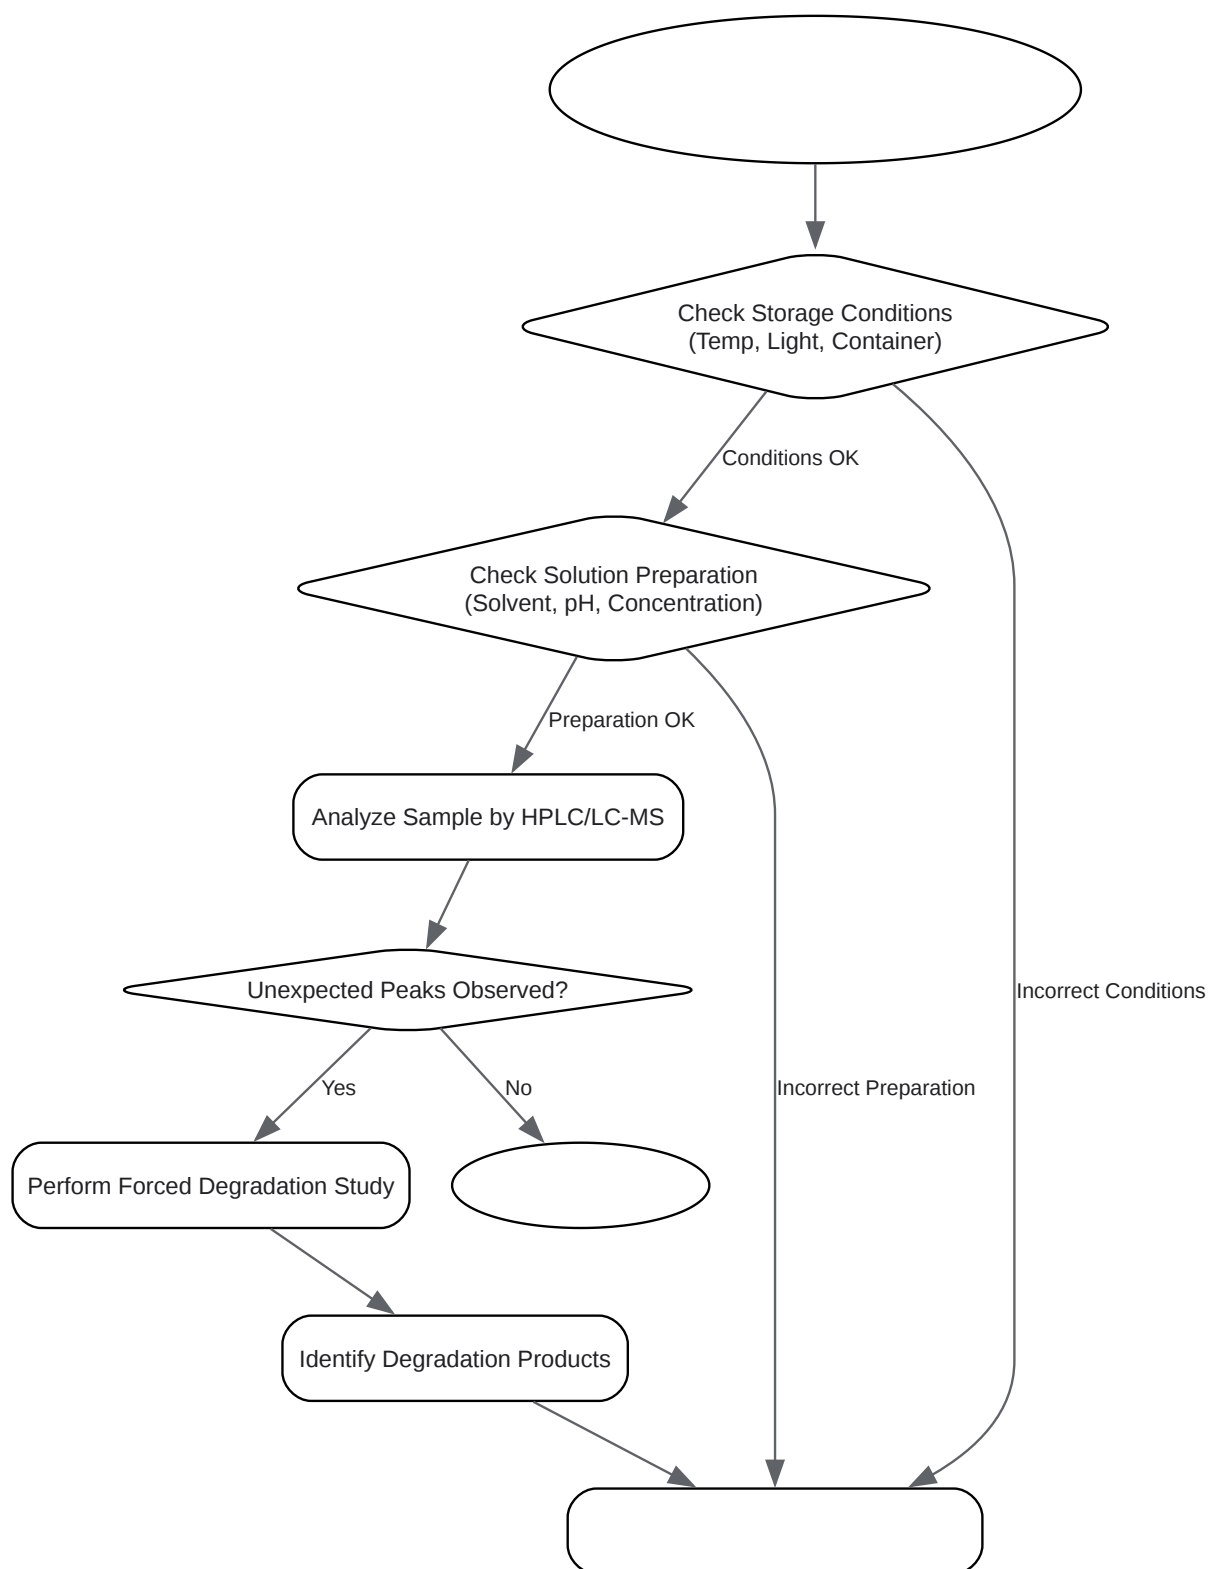 Check Storage Conditions
(Temp, Light, Container)
Conditions OK
Check Solution Preparation
(Solvent, pH, Concentration)
Preparation OK
Analyze Sample by HPLC/LC-MS
Unexpected Peaks Observed?
Incorrect Conditions
Yes
No
Incorrect Preparation
Perform Forced Degradation Study
Identify Degradation Products